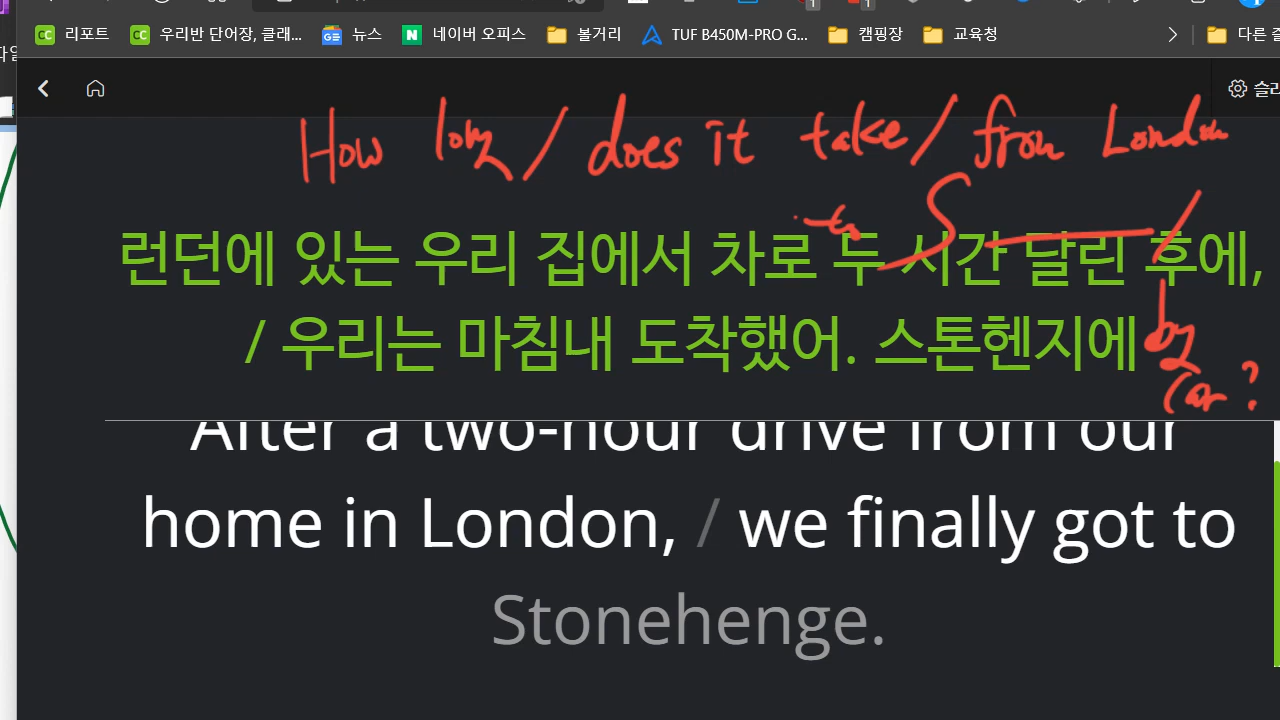 리포트 우리반 단어장, 클래... 뉴스 네이버 오피스 볼거리 TUF B450M-PRO G... 캠핑장 교육청 다른 즐
슬라
How long / does it take / from London
to S / by car?
런던에 있는 우리 집에서 차로 두 시간 달린 후에,
/ 우리는 마침내 도착했어. 스톤헨지에
After a two-hour drive from our
home in London, / we finally got to
Stonehenge.